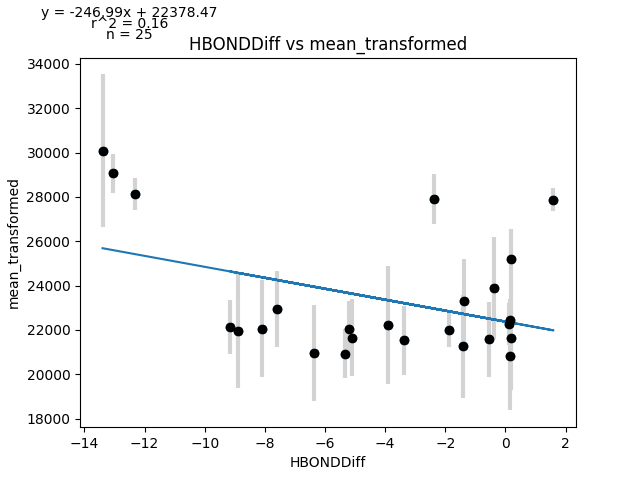 y = -246.99x + 22378.47
r^2 = 0.16
n = 25
HBONDDiff vs mean_transformed
34000
32000
30000
28000
26000
24000
22000
20000
18000
mean_transformed
−14 −12 −10 −8 −6 −4 −2 0 2
HBONDDiff